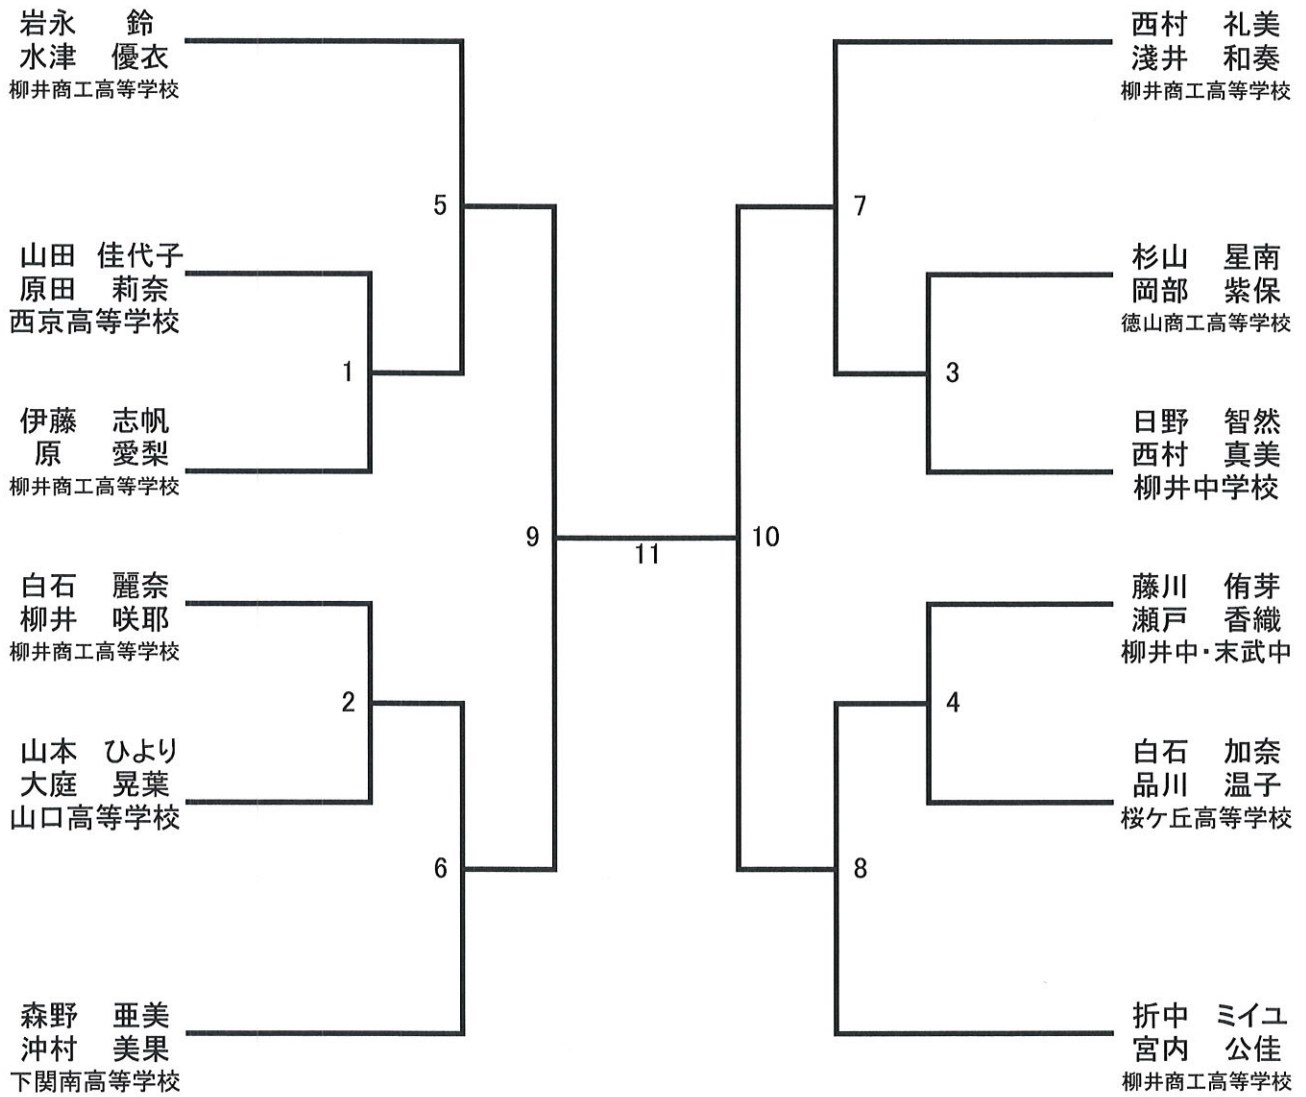 岩永　鈴
水津　優衣
柳井商工高等学校
5
山田　佳代子
原田　莉奈
西京高等学校
1
伊藤　志帆
原　愛梨
柳井商工高等学校
9
白石　麗奈
柳井　咲耶
柳井商工高等学校
2
山本　ひより
大庭　晃葉
山口高等学校
6
森野　亜美
沖村　美果
下関南高等学校
11
西村　礼美
淺井　和奏
柳井商工高等学校
7
杉山　星南
岡部　紫保
徳山商工高等学校
3
日野　智然
西村　真美
柳井中学校
10
藤川　侑芽
瀬戸　香織
柳井中・末武中
4
白石　加奈
品川　温子
桜ケ丘高等学校
8
折中　ミイユ
宮内　公佳
柳井商工高等学校